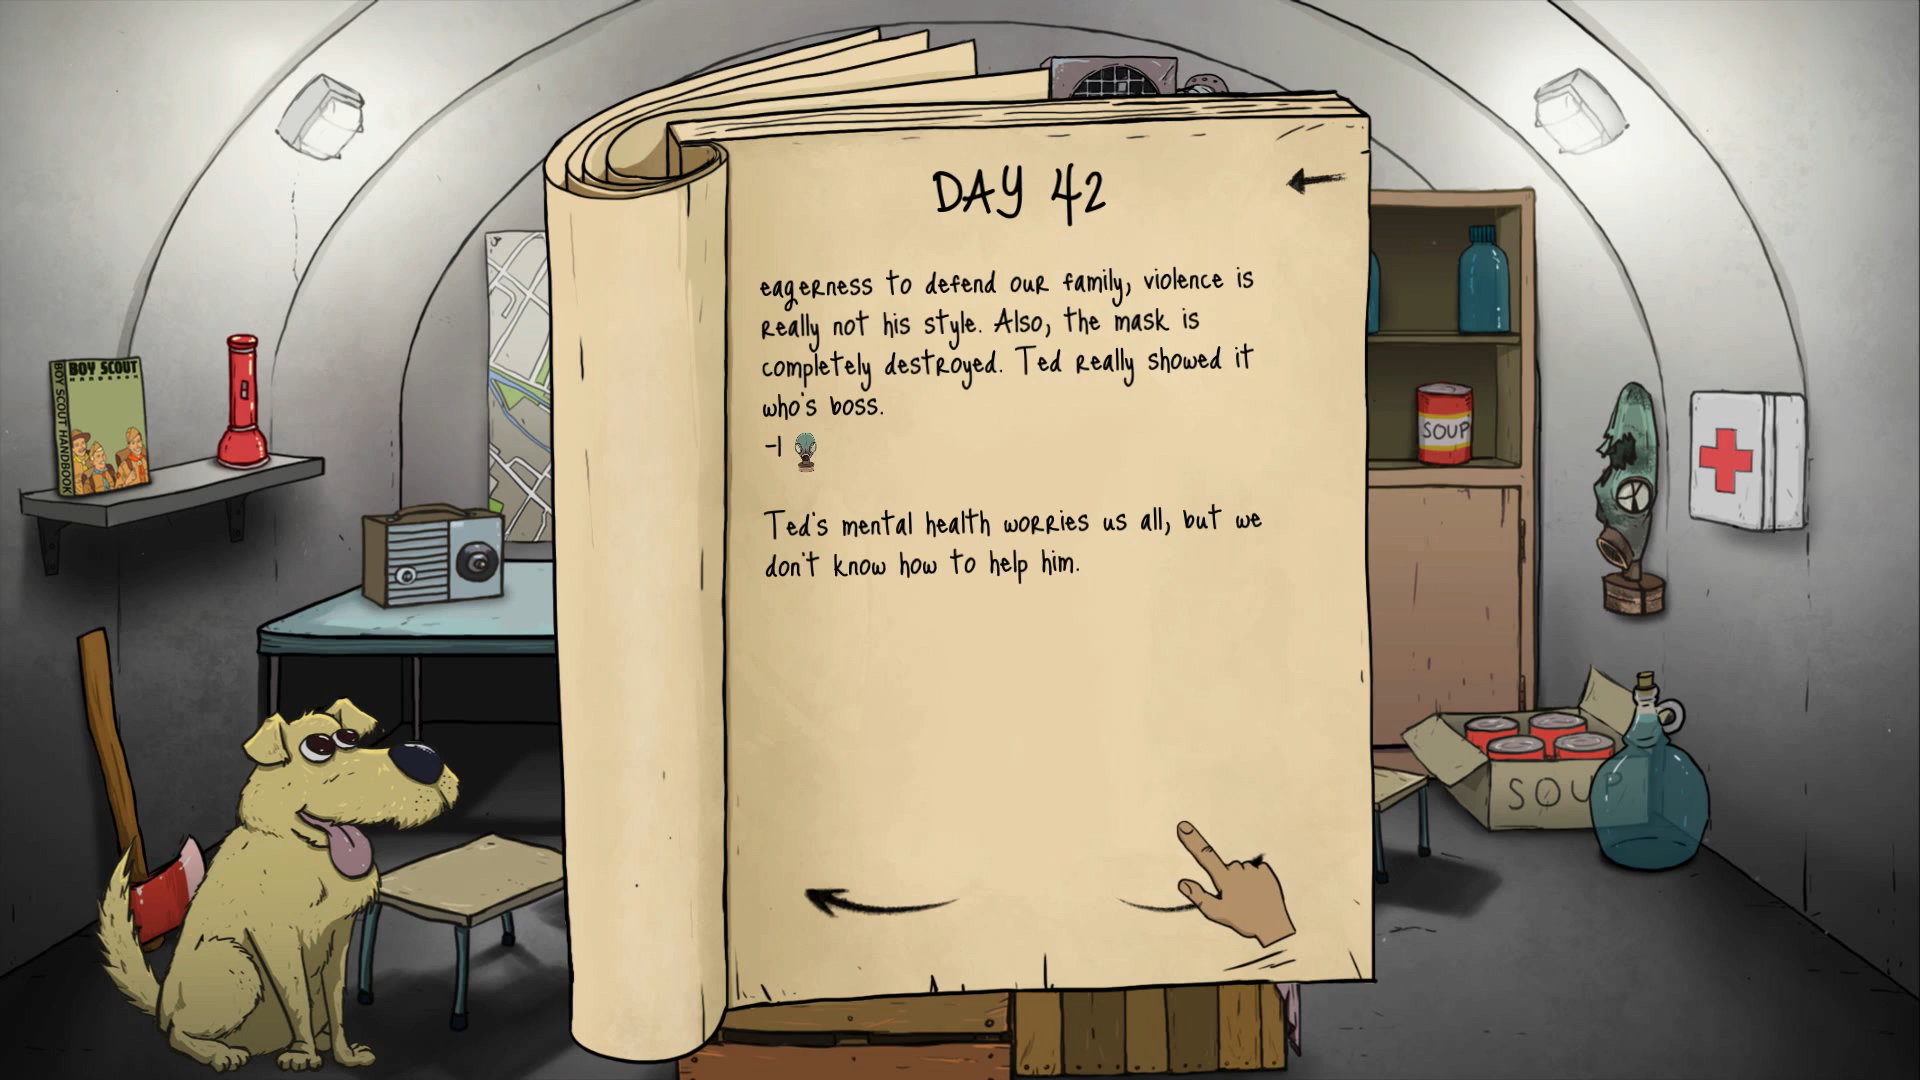 DAY 42
eagerness to defend our family, violence is
really not his style. Also, the mask is
completely destroyed. Ted really showed it
who's boss.
-1
Ted's mental health worries us all, but we
don't know how to help him.
BOY SCOUT
HANDBOOK
BOY SCOUT HANDBOOK
SOUP
SOUP